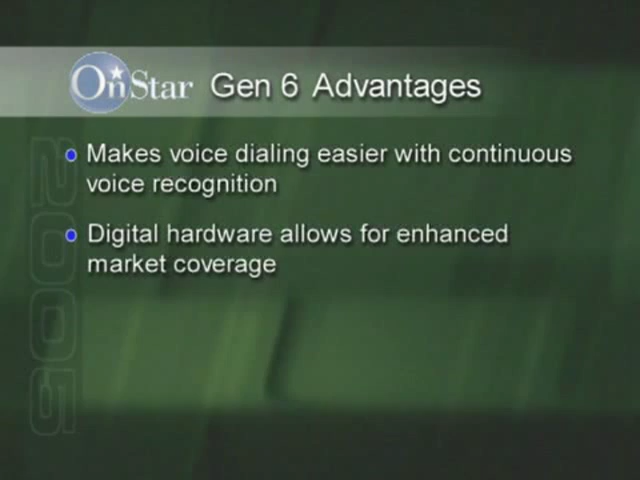 OnStar Gen 6 Advantages
Makes voice dialing easier with continuous
voice recognition
Digital hardware allows for enhanced
market coverage
2005